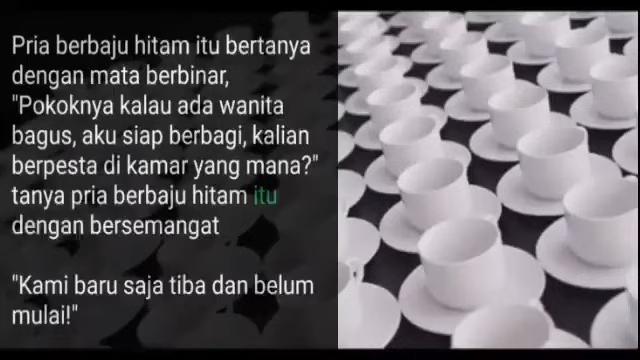 Pria berbaju hitam itu bertanya
dengan mata berbinar,
"Pokoknya kalau ada wanita
bagus, aku siap berbagi, kalian
berpesta di kamar yang mana?"
tanya pria berbaju hitam itu
dengan bersemangat
"Kami baru saja tiba dan belum
mulai!"